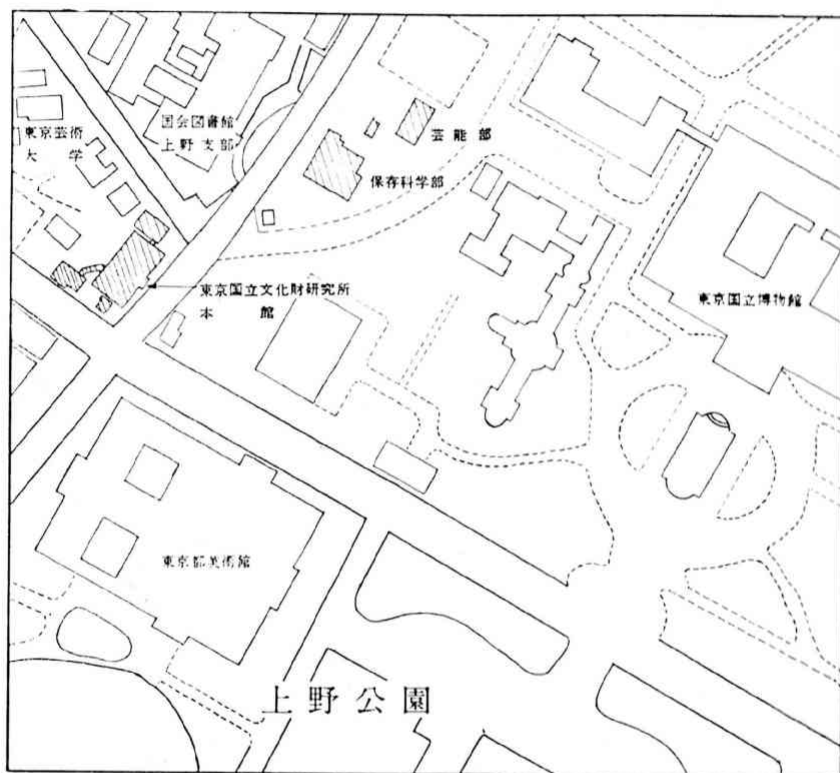 国会図書館
上野支部
東京芸術
大学
芸能部
保存科学部
東京国立文化財研究所
本館
東京国立博物館
東京都美術館
上野公園